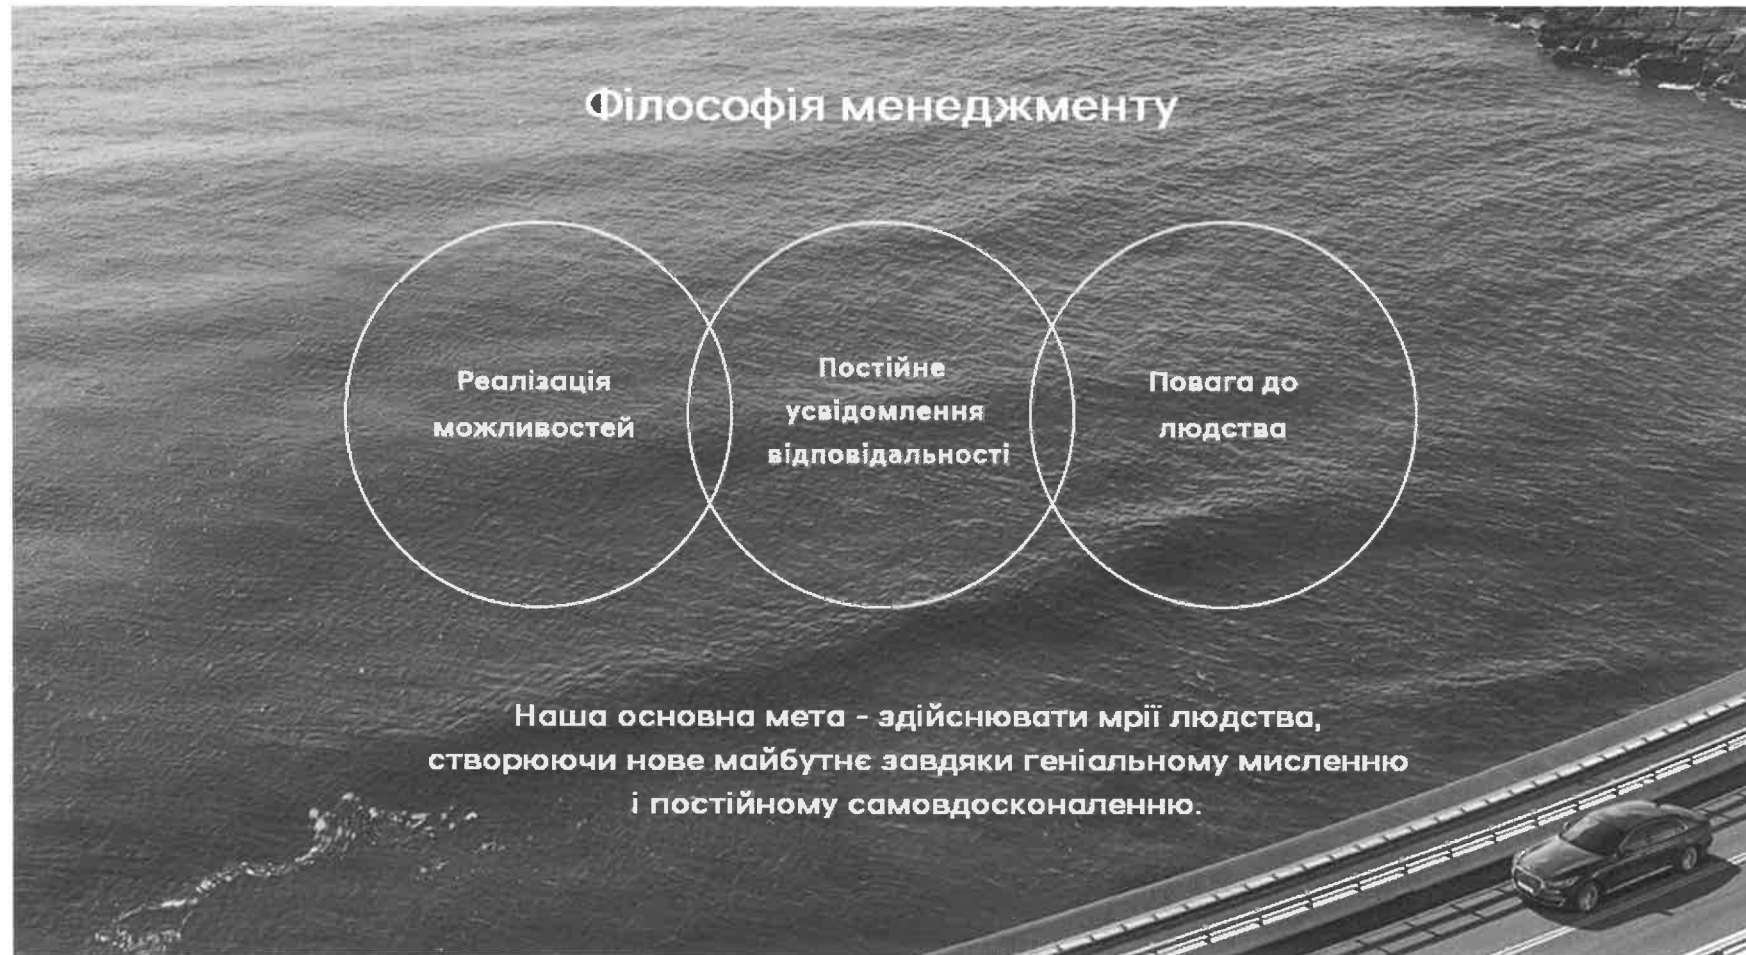 Філософія менеджменту
Реалізація
можливостей
Постійне
усвідомлення
відповідальності
Повага до
людства
Наша основна мета - здійснювати мрії людства,
створюючи нове майбутнє завдяки геніальному мисленню
і постійному самовдосконаленню.